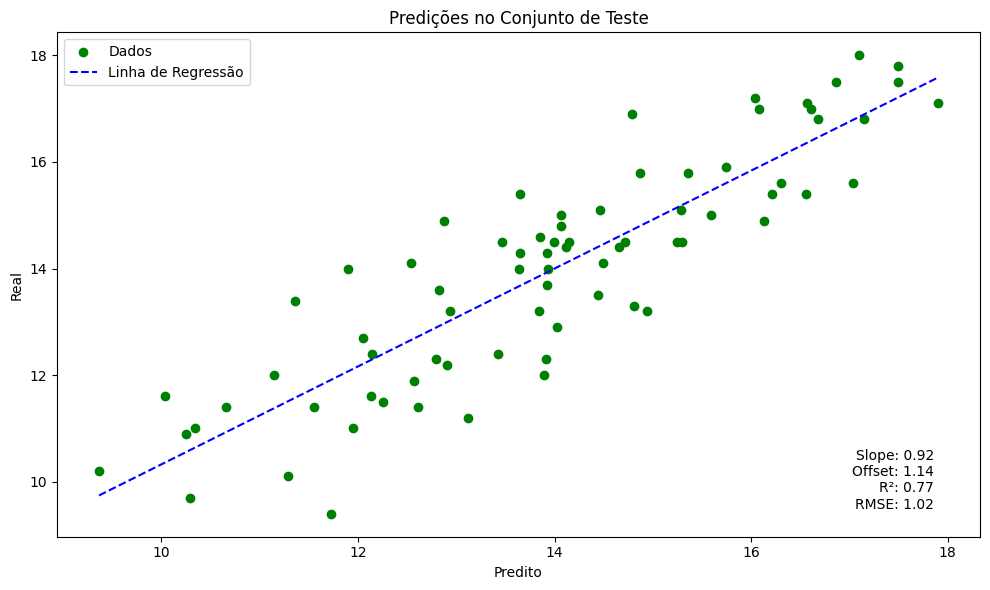 Predições no Conjunto de Teste
Dados
Linha de Regressão
18
16
14
12
10
Real
Slope: 0.92
Offset: 1.14
R²: 0.77
RMSE: 1.02
10 12 14 16 18
Predito